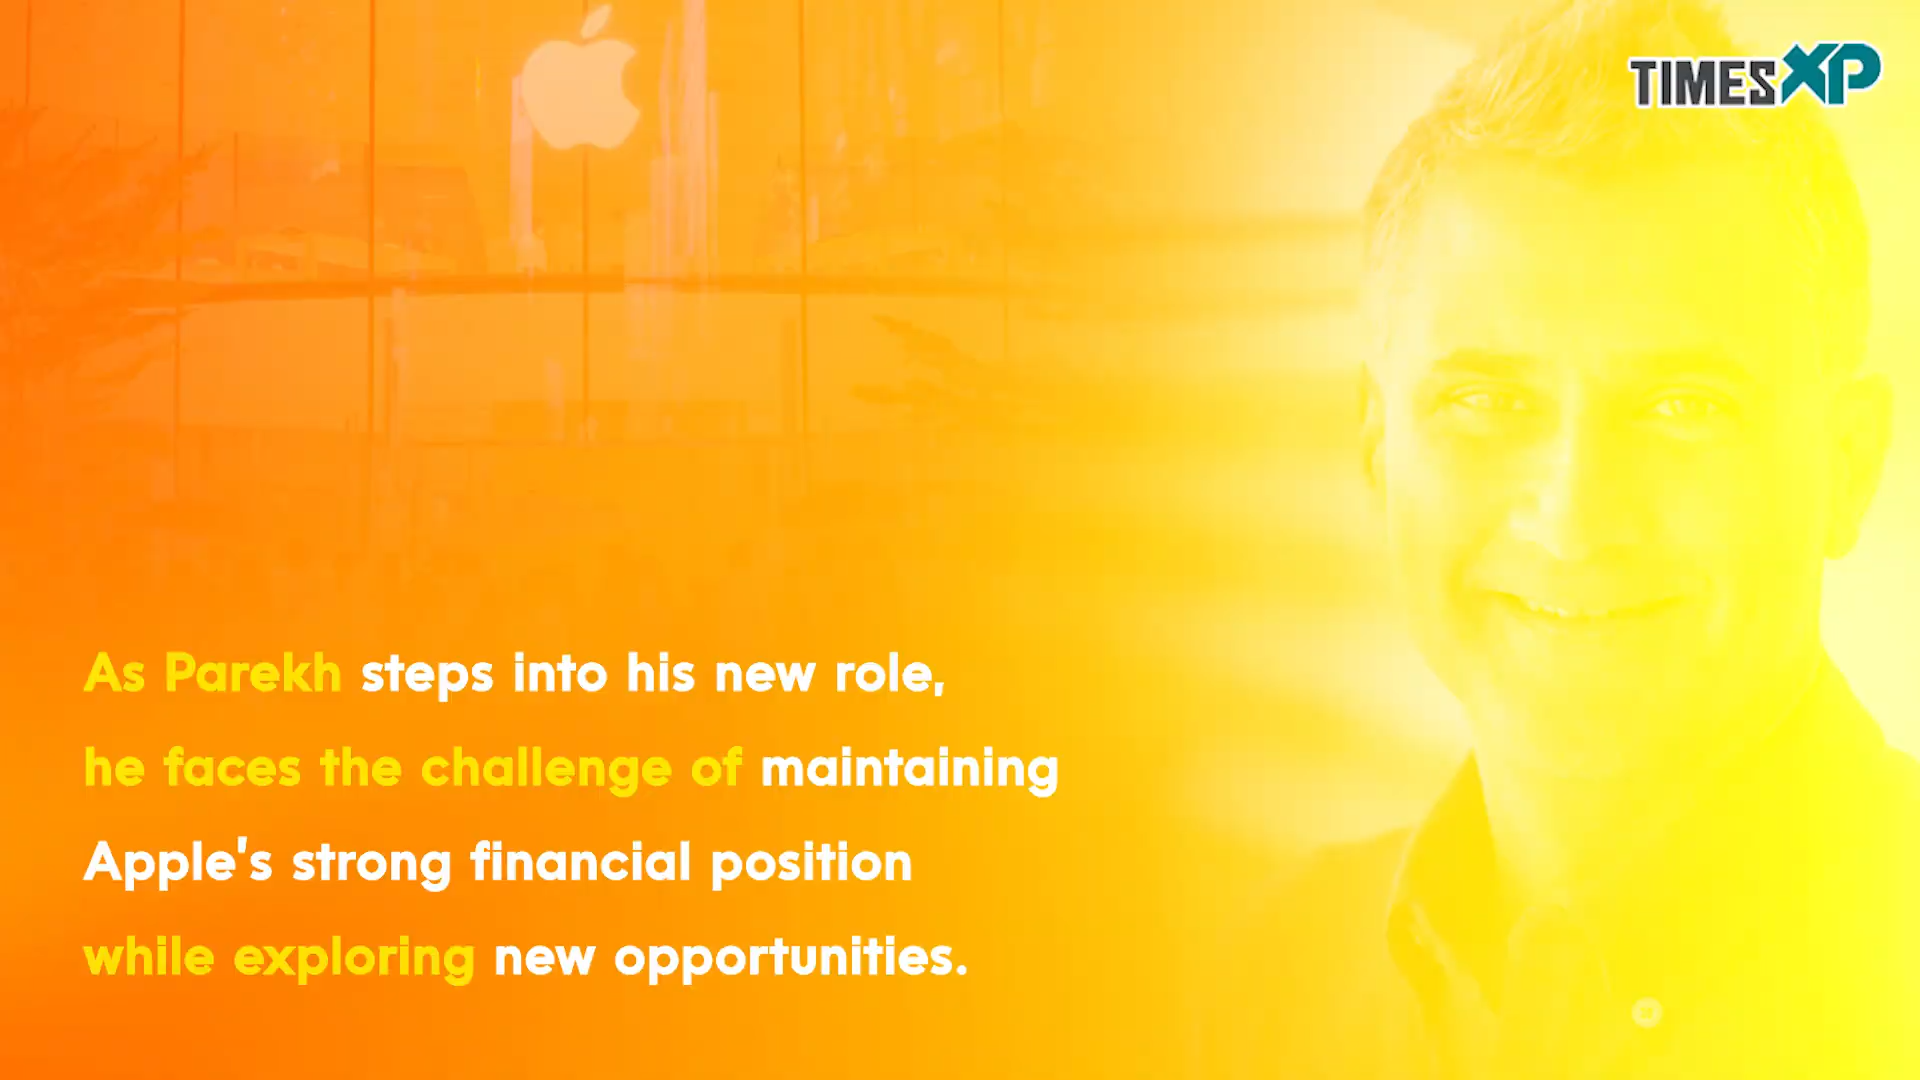 TIMESXP
As Parekh steps into his new role,
he faces the challenge of maintaining
Apple's strong financial position
while exploring new opportunities.